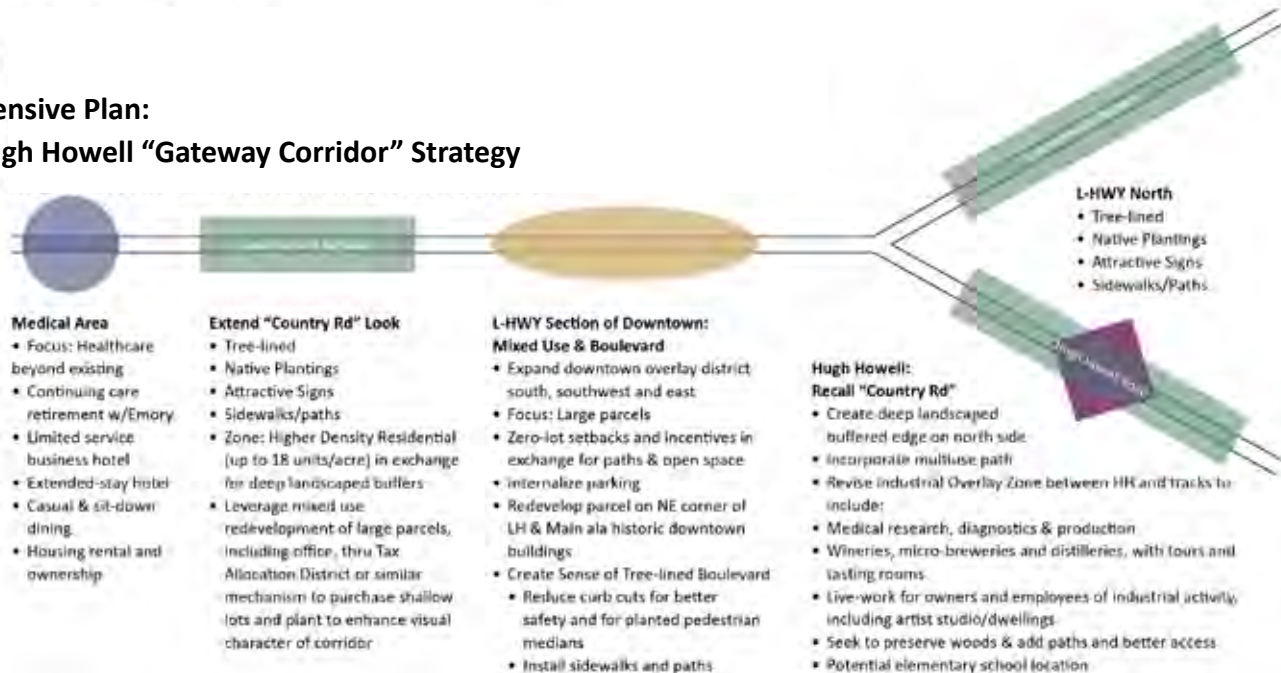 ensive Plan:
gh Howell “Gateway Corridor” Strategy
L-HWY North
• Tree-lined
• Native Plantings
• Attractive Signs
• Sidewalks/Paths
Medical Area
• Focus: Healthcare
beyond existing
• Continuing care
retirement w/Emory
• Limited service
business hotel
• Extended-stay hotel
• Casual & sit-down
dining
• Housing rental and
ownership
Extend “Country Rd” Look
• Tree-lined
• Native Plantings
• Attractive Signs
• Sidewalks/paths
• Zone: Higher Density Residential
(up to 18 units/acre) in exchange
for deep landscaped buffers
• Leverage mixed use
redevelopment of large parcels,
including office, thru Tax
Allocation District or similar
mechanism to purchase shallow
lots and plant to enhance visual
character of corridor
L-HWY Section of Downtown:
Mixed Use & Boulevard
• Expand downtown overlay district
south, southwest and east
• Focus: Large parcels
• Zero-lot setbacks and incentives in
exchange for paths & open space
• Internalize parking
• Redevelop parcel on NE corner of
LH & Main ala historic downtown
buildings
• Create Sense of Tree-lined Boulevard
• Reduce curb cuts for better
safety and for planted pedestrian
medians
• Install sidewalks and paths
Hugh Howell:
Recall “Country Rd”
• Create deep landscaped
buffered edge on north side
• Incorporate multiuse path
• Revise Industrial Overlay Zone between HH and tracks to
include:
• Medical research, diagnostics & production
• Wineries, micro-breweries and distilleries, with tours and
tasting rooms
• Live-work for owners and employees of industrial activity,
including artist studio/dwellings
• Seek to preserve woods & add paths and better access
• Potential elementary school location